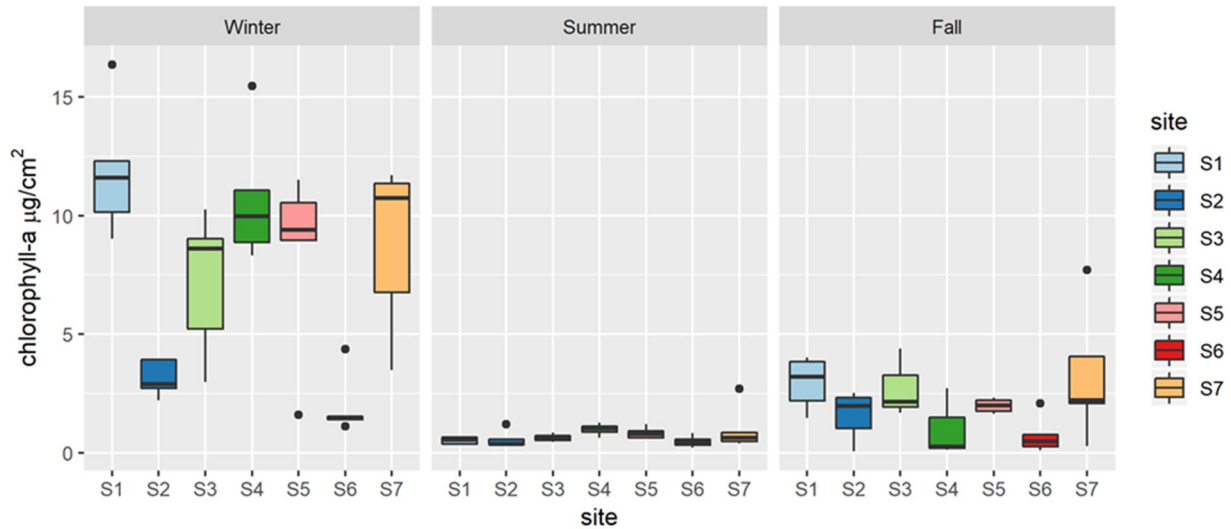 Winter
Summer
Fall
chlorophyll-a μg/cm²
15
10
5
0
S1 S2 S3 S4 S5 S6 S7
S1 S2 S3 S4 S5 S6 S7
S1 S2 S3 S4 S5 S6 S7
site
site
S1
S2
S3
S4
S5
S6
S7